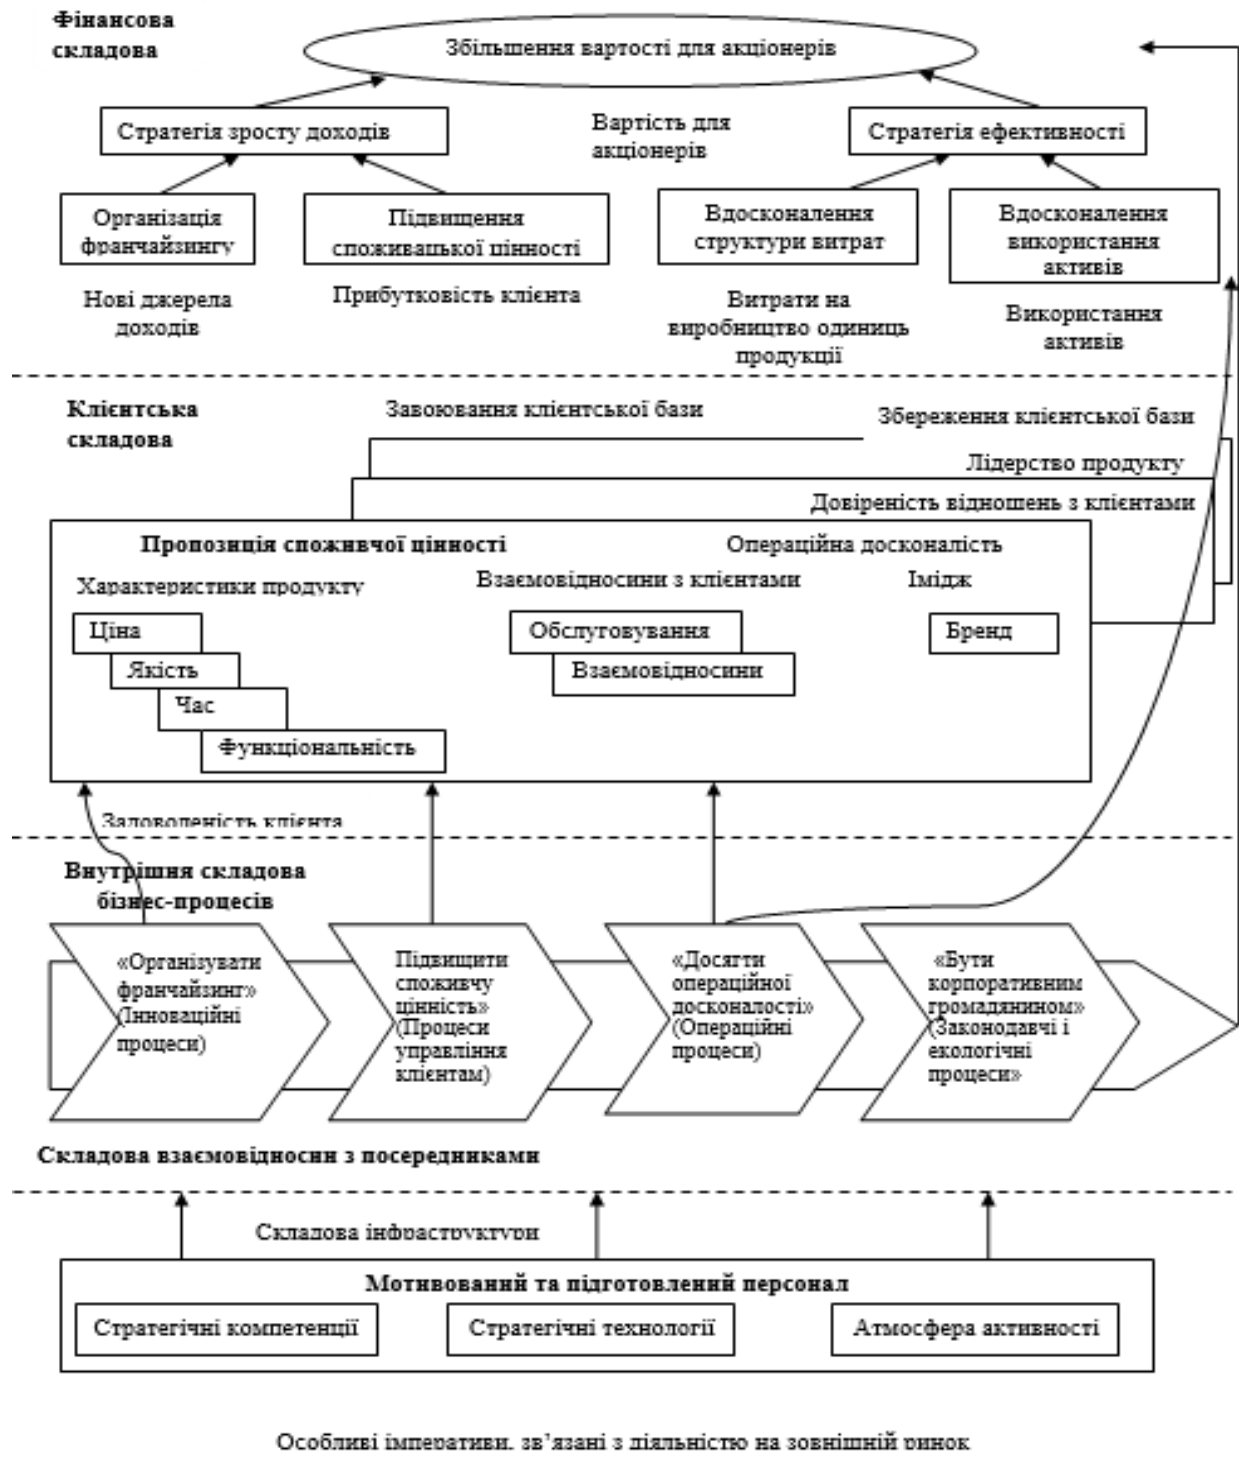 Фінансова
складова
Збільшення вартості для акціонерів
Стратегія зросту доходів
Вартість для
акціонерів
Стратегія ефективності
Організація
франчайзингу
Підвищення
споживацької цінності
Вдосконалення
структури витрат
Вдосконалення
використання
активів
Нові джерела
доходів
Прибутковість клієнта
Витрати на
виробництво одиниць
продукції
Використання
активів
Клієнтська
складова
Завоювання клієнтської бази
Збереження клієнтської бази
Лідерство продукту
Довіреність відношень з клієнтами
Пропозиція споживчої цінності
Операційна досконалість
Характеристики продукту
Взаємовідносини з клієнтами
Імідж
Ціна
Якість
Час
Функціональність
Обслуговування
Взаємовідносини
Бренд
Задоволеність клієнта
Внутрішня складова
бізнес-процесів
«Організувати
франчайзинг»
(Інноваційні
процеси)
Підвищити
споживчу
цінність»
(Процеси
управління
клієнтам)
«Досягти
операційної
досконалості»
(Операційні
процеси)
«Бути
корпоративним
громадянином»
(Законодавчі і
екологічні
процеси»
Складова взаємовідносин з посередниками
Складова інфраструктури
Мотивований та підготовлений персонал
Стратегічні компетенції
Стратегічні технології
Атмосфера активності
Особливі імперативи, зв’язані з діяльністю на зовнішній ринок